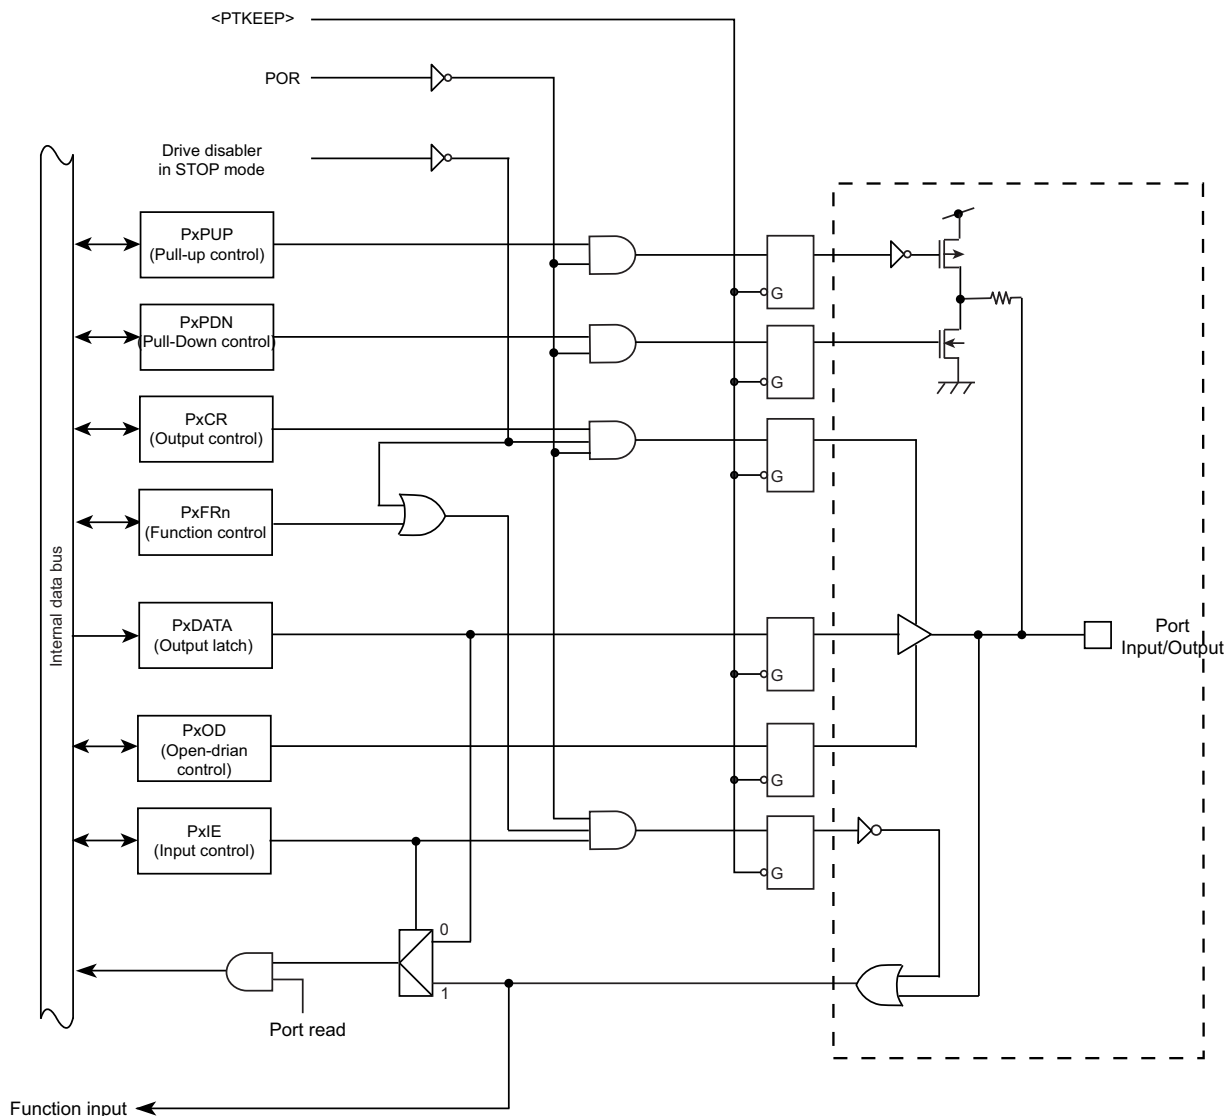 <PTKEEP>
POR
Drive disabler
in STOP mode
PxPUP
(Pull-up control)
G
PxPDN
(Pull-Down control)
G
PxCR
(Output control)
G
PxFRn
(Function control
Internal data bus
PxDATA
(Output latch)
G
Port
Input/Output
PxOD
(Open-drian
control)
G
PxIE
(Input control)
G
0
1
Port read
Function input